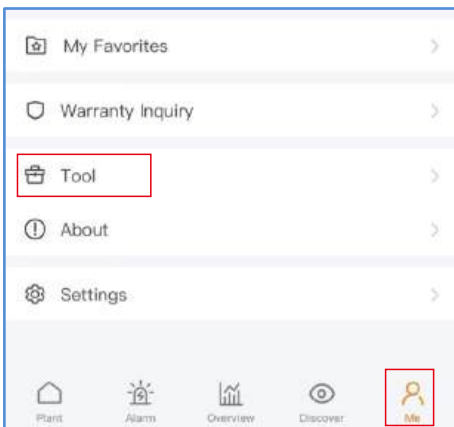 My Favorites
Warranty Inquiry
Tool
About
Settings
Plant Alarm Overview Discover Me